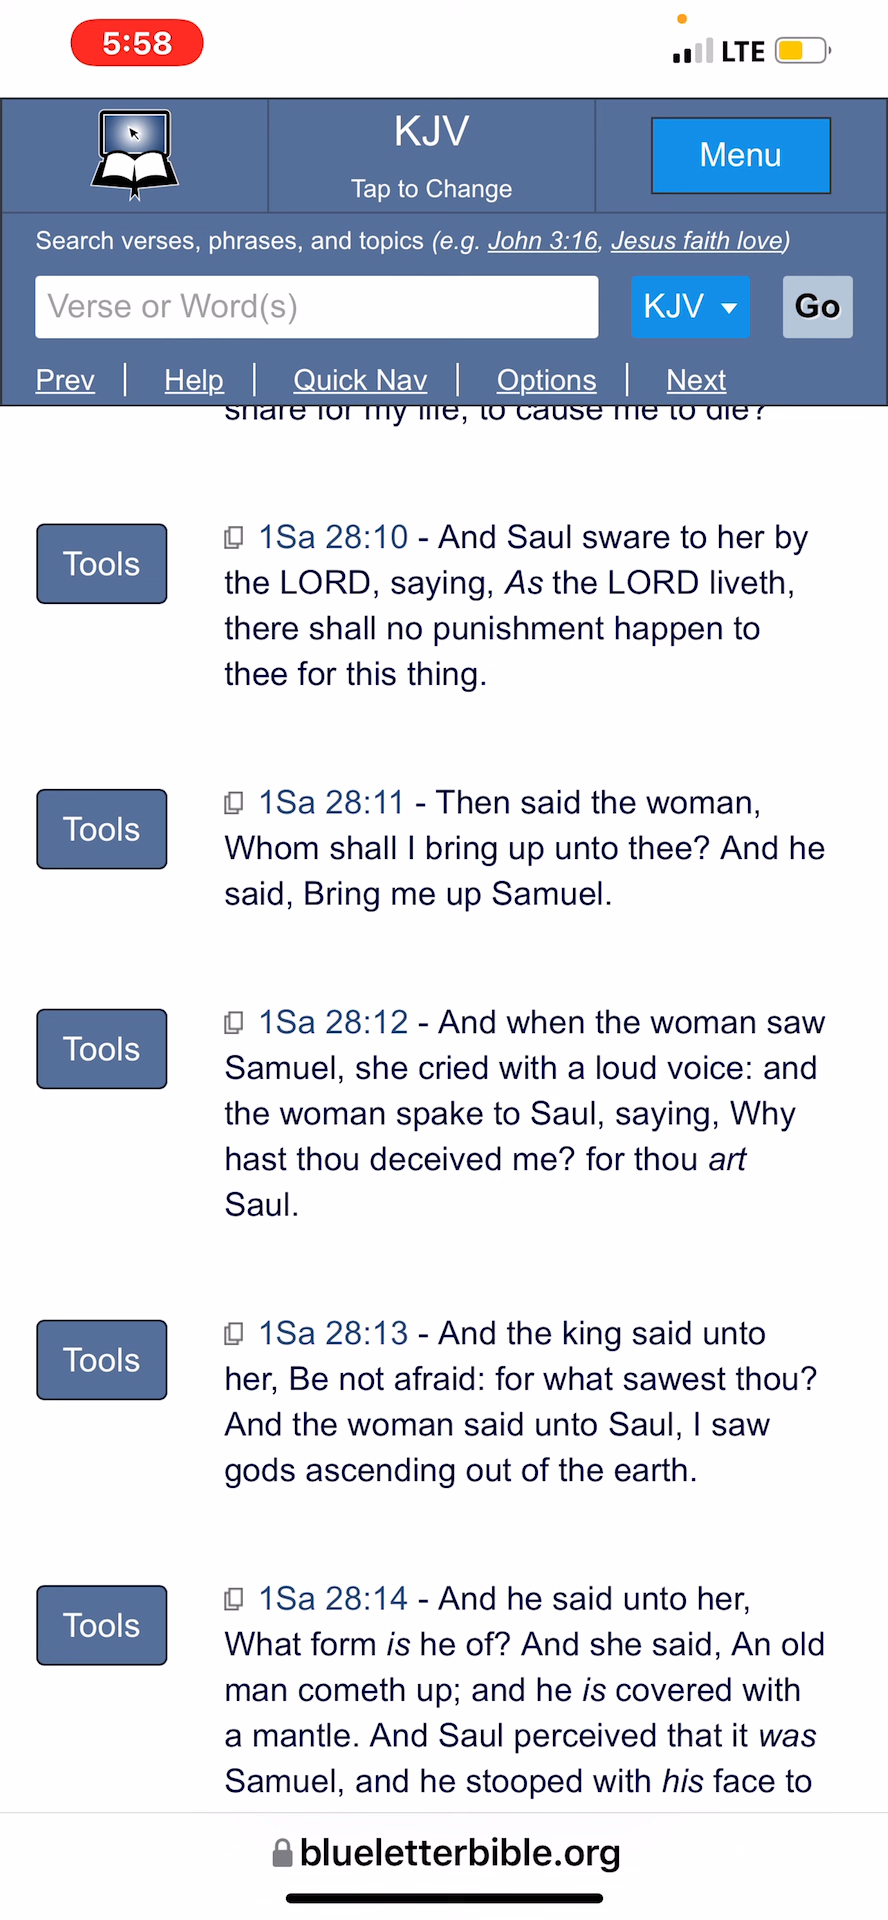 5:58
LTE
KJV
Tap to Change
Menu
Search verses, phrases, and topics (e.g. John 3:16, Jesus faith love)
Verse or Word(s)
KJV
Go
Prev | Help | Quick Nav | Options | Next
share for my life, to cause me to die?
Tools
1Sa 28:10 - And Saul sware to her by
the LORD, saying, As the LORD liveth,
there shall no punishment happen to
thee for this thing.
Tools
1Sa 28:11 - Then said the woman,
Whom shall I bring up unto thee? And he
said, Bring me up Samuel.
Tools
1Sa 28:12 - And when the woman saw
Samuel, she cried with a loud voice: and
the woman spake to Saul, saying, Why
hast thou deceived me? for thou art
Saul.
Tools
1Sa 28:13 - And the king said unto
her, Be not afraid: for what sawest thou?
And the woman said unto Saul, I saw
gods ascending out of the earth.
Tools
1Sa 28:14 - And he said unto her,
What form is he of? And she said, An old
man cometh up; and he is covered with
a mantle. And Saul perceived that it was
Samuel, and he stooped with his face to
blueletterbible.org